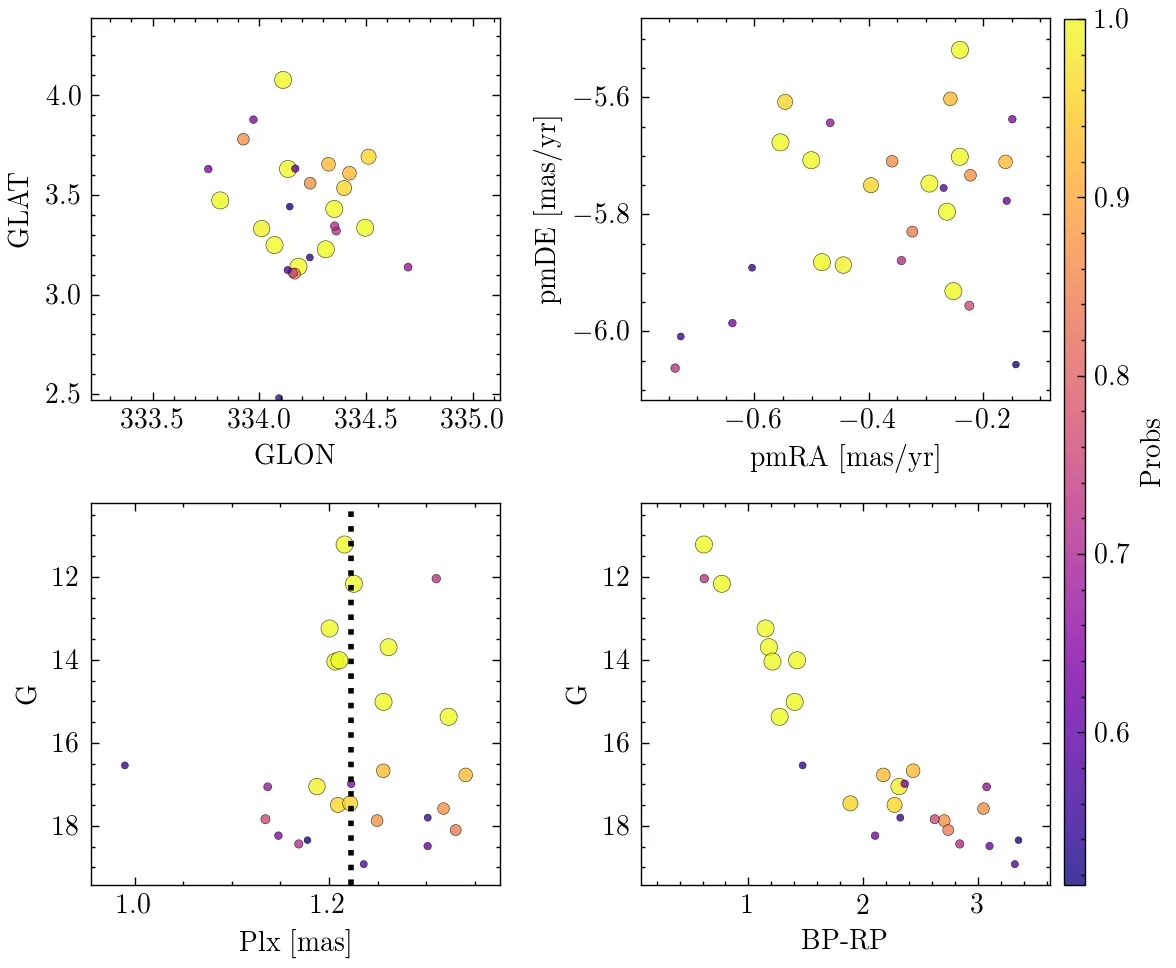 GLAT
4.0
3.5
3.0
2.5
333.5 334.0 334.5 335.0
GLON
pmDE [mas/yr]
−5.6
−5.8
−6.0
−0.6 −0.4 −0.2
pmRA [mas/yr]
G
12
14
16
18
1.0 1.2
Plx [mas]
G
12
14
16
18
1 2 3
BP-RP
1.0
0.9
0.8
0.7
0.6
Probs